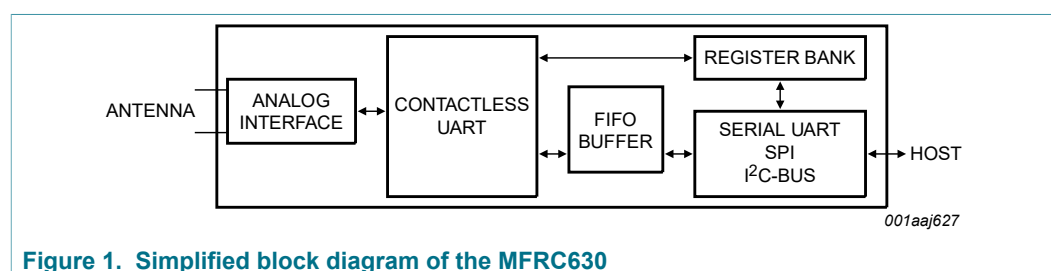 ANTENNA
ANALOG
INTERFACE
CONTACTLESS
UART
FIFO
BUFFER
REGISTER BANK
SERIAL UART
SPI
I²C-BUS
HOST
001aaj627
Figure 1. Simplified block diagram of the MFRC630